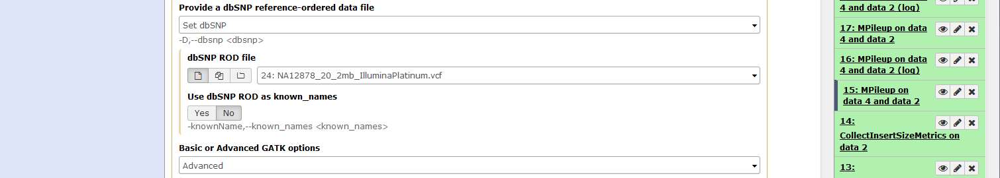 Provide a dbSNP reference-ordered data file
Set dbSNP
-D,--dbsnp <dbsnp>
dbSNP ROD file
24: NA12878_20_2mb_IlluminaPlatinum.vcf
Use dbSNP ROD as known_names
Yes No
-knownName,--known_names <known_names>
Basic or Advanced GATK options
Advanced
4 and data 2 (log)
17: MPileup on data
4 and data 2
16: MPileup on data
4 and data 2 (log)
15: MPileup on
data 4 and data 2
14:
CollectInsertSizeMetrics on
data 2
13: